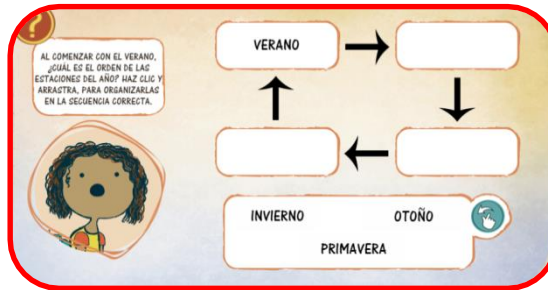 ?
AL COMENZAR CON EL VERANO,
¿CUÁL ES EL ORDEN DE LAS
ESTACIONES DEL AÑO? HAZ CLIC Y
ARRASTRA, PARA ORGANIZARLAS
EN LA SECUENCIA CORRECTA.
VERANO
INVIERNO OTOÑO
PRIMAVERA